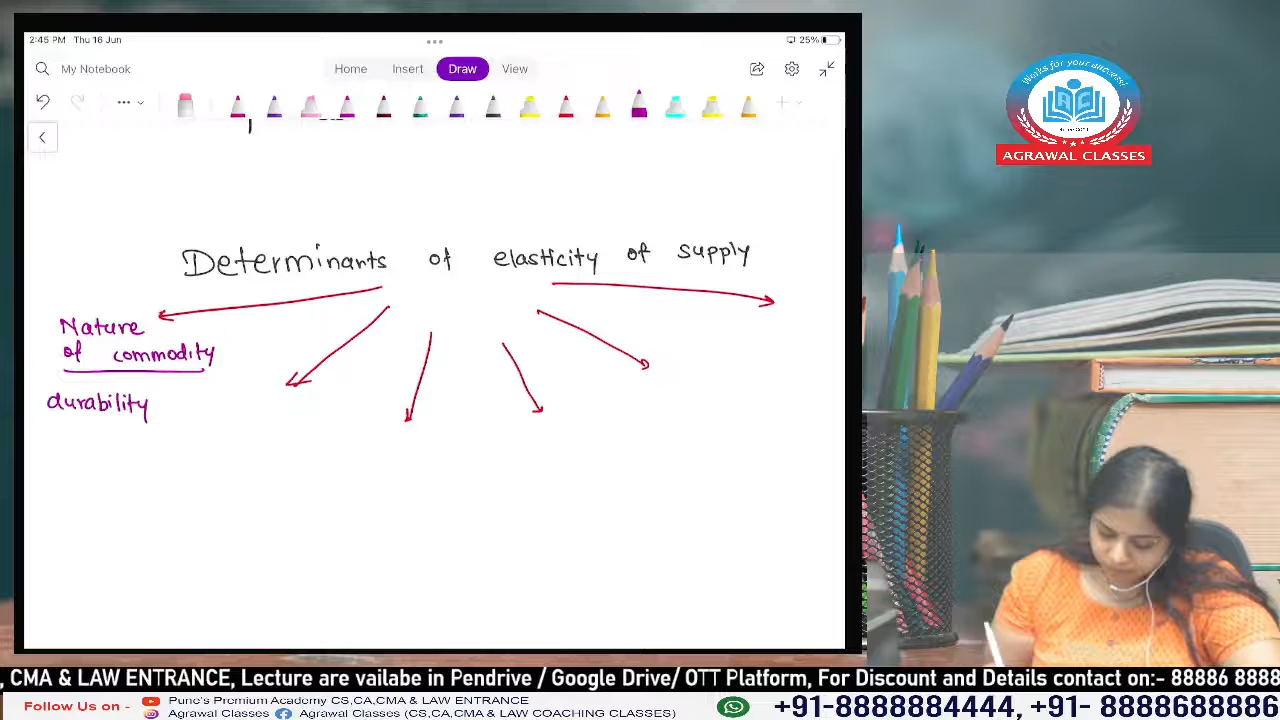 2:45 PM Thu 16 Jun
25%
My Notebook
Home Insert Draw View
Works for your success!
AC
AGRAWAL CLASSES
Determinants of elasticity of supply
Nature
of commodity
durability
, CMA & LAW ENTRANCE, Lecture are vailabe in Pendrive / Google Drive/ OTT Platform, For Discount and Details contact on:- 88886 8888
Follow Us on -
Pune's Premium Academy CS,CA,CMA & LAW ENTRANCE
Agrawal Classes
Agrawal Classes (CS,CA,CMA & LAW COACHING CLASSES)
+91-8888884444, +91- 8888688886